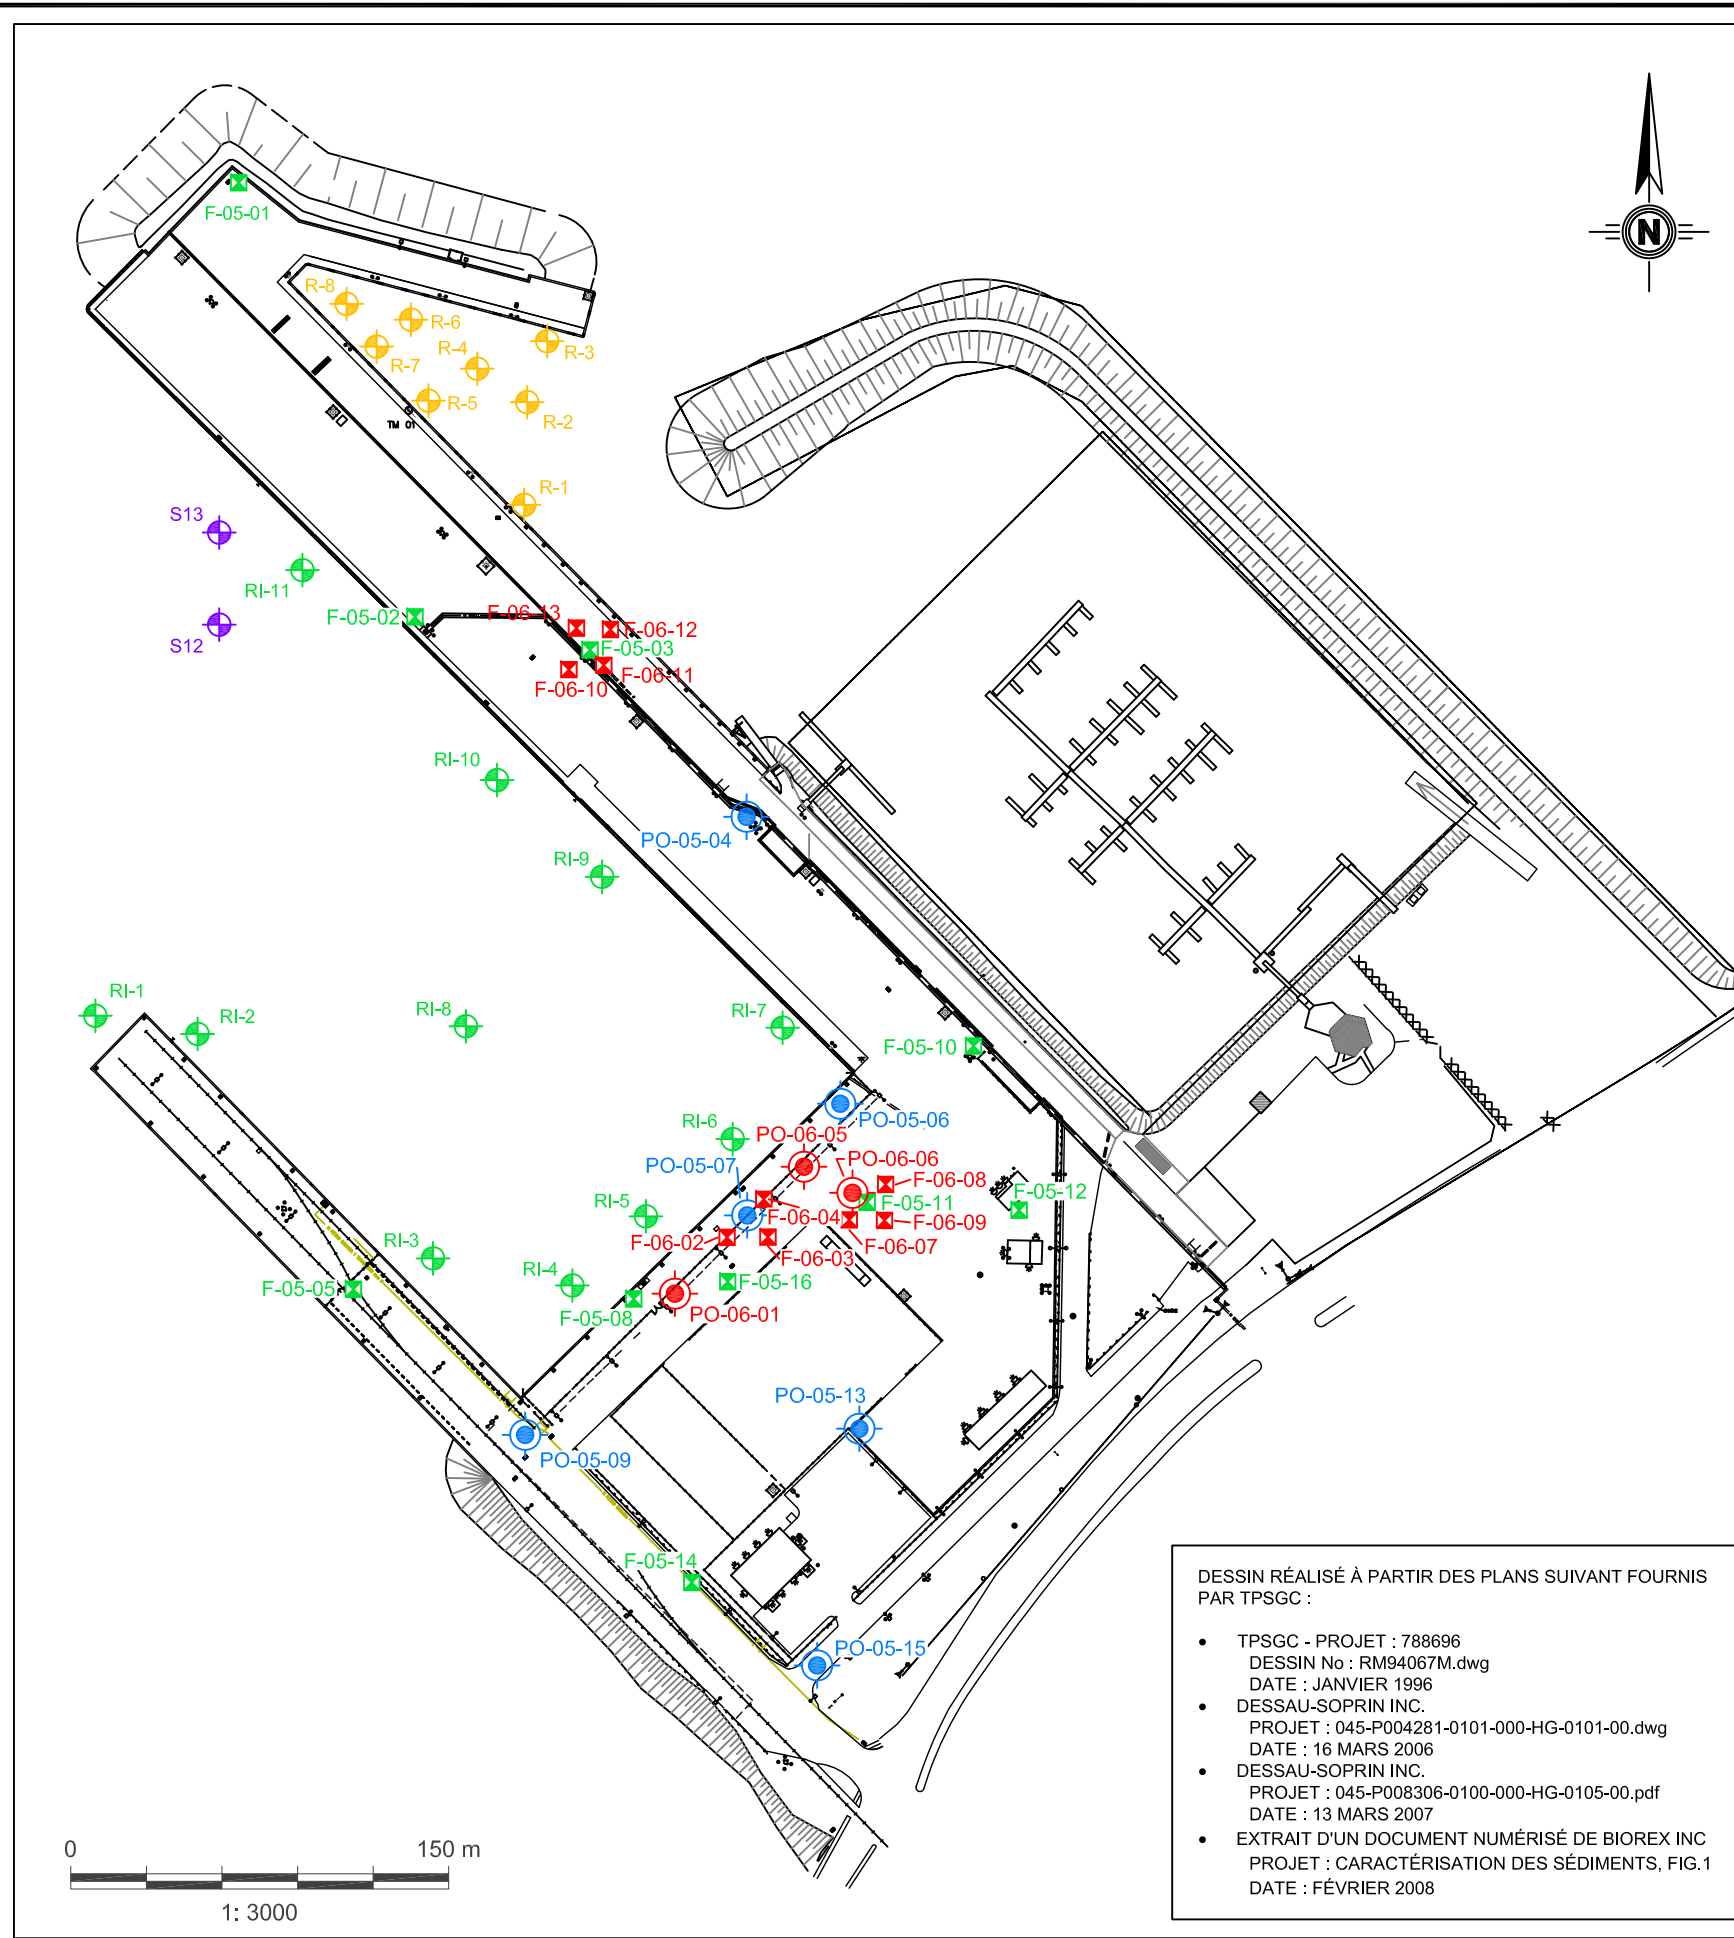 N
F-05-01
R-8
R-6
R-7
R-4
R-3
R-5
R-2
TM 01
R-1
S13
RI-11
S12
F-05-02
F-06-13
F-06-12
F-05-03
F-06-11
F-06-10
RI-10
PO-05-04
RI-9
RI-1
RI-2
RI-8
RI-7
F-05-10
PO-05-06
RI-6
PO-06-05
PO-05-07
PO-06-06
F-06-08
F-05-11
F-05-12
RI-5
F-06-04
F-06-09
F-06-02
F-06-07
F-06-03
RI-3
RI-4
F-05-05
F-05-16
F-05-08
PO-06-01
PO-05-13
PO-05-09
F-05-14
PO-05-15
DESSIN RÉALISÉ À PARTIR DES PLANS SUIVANT FOURNIS
PAR TPSGC :
• TPSGC - PROJET : 788696
DESSIN No : RM94067M.dwg
DATE : JANVIER 1996
• DESSAU-SOPRIN INC.
PROJET : 045-P004281-0101-000-HG-0101-00.dwg
DATE : 16 MARS 2006
• DESSAU-SOPRIN INC.
PROJET : 045-P008306-0100-000-HG-0105-00.pdf
DATE : 13 MARS 2007
• EXTRAIT D'UN DOCUMENT NUMÉRISÉ DE BIOREX INC
PROJET : CARACTÉRISATION DES SÉDIMENTS, FIG.1
DATE : FÉVRIER 2008
0 150 m
1: 3000